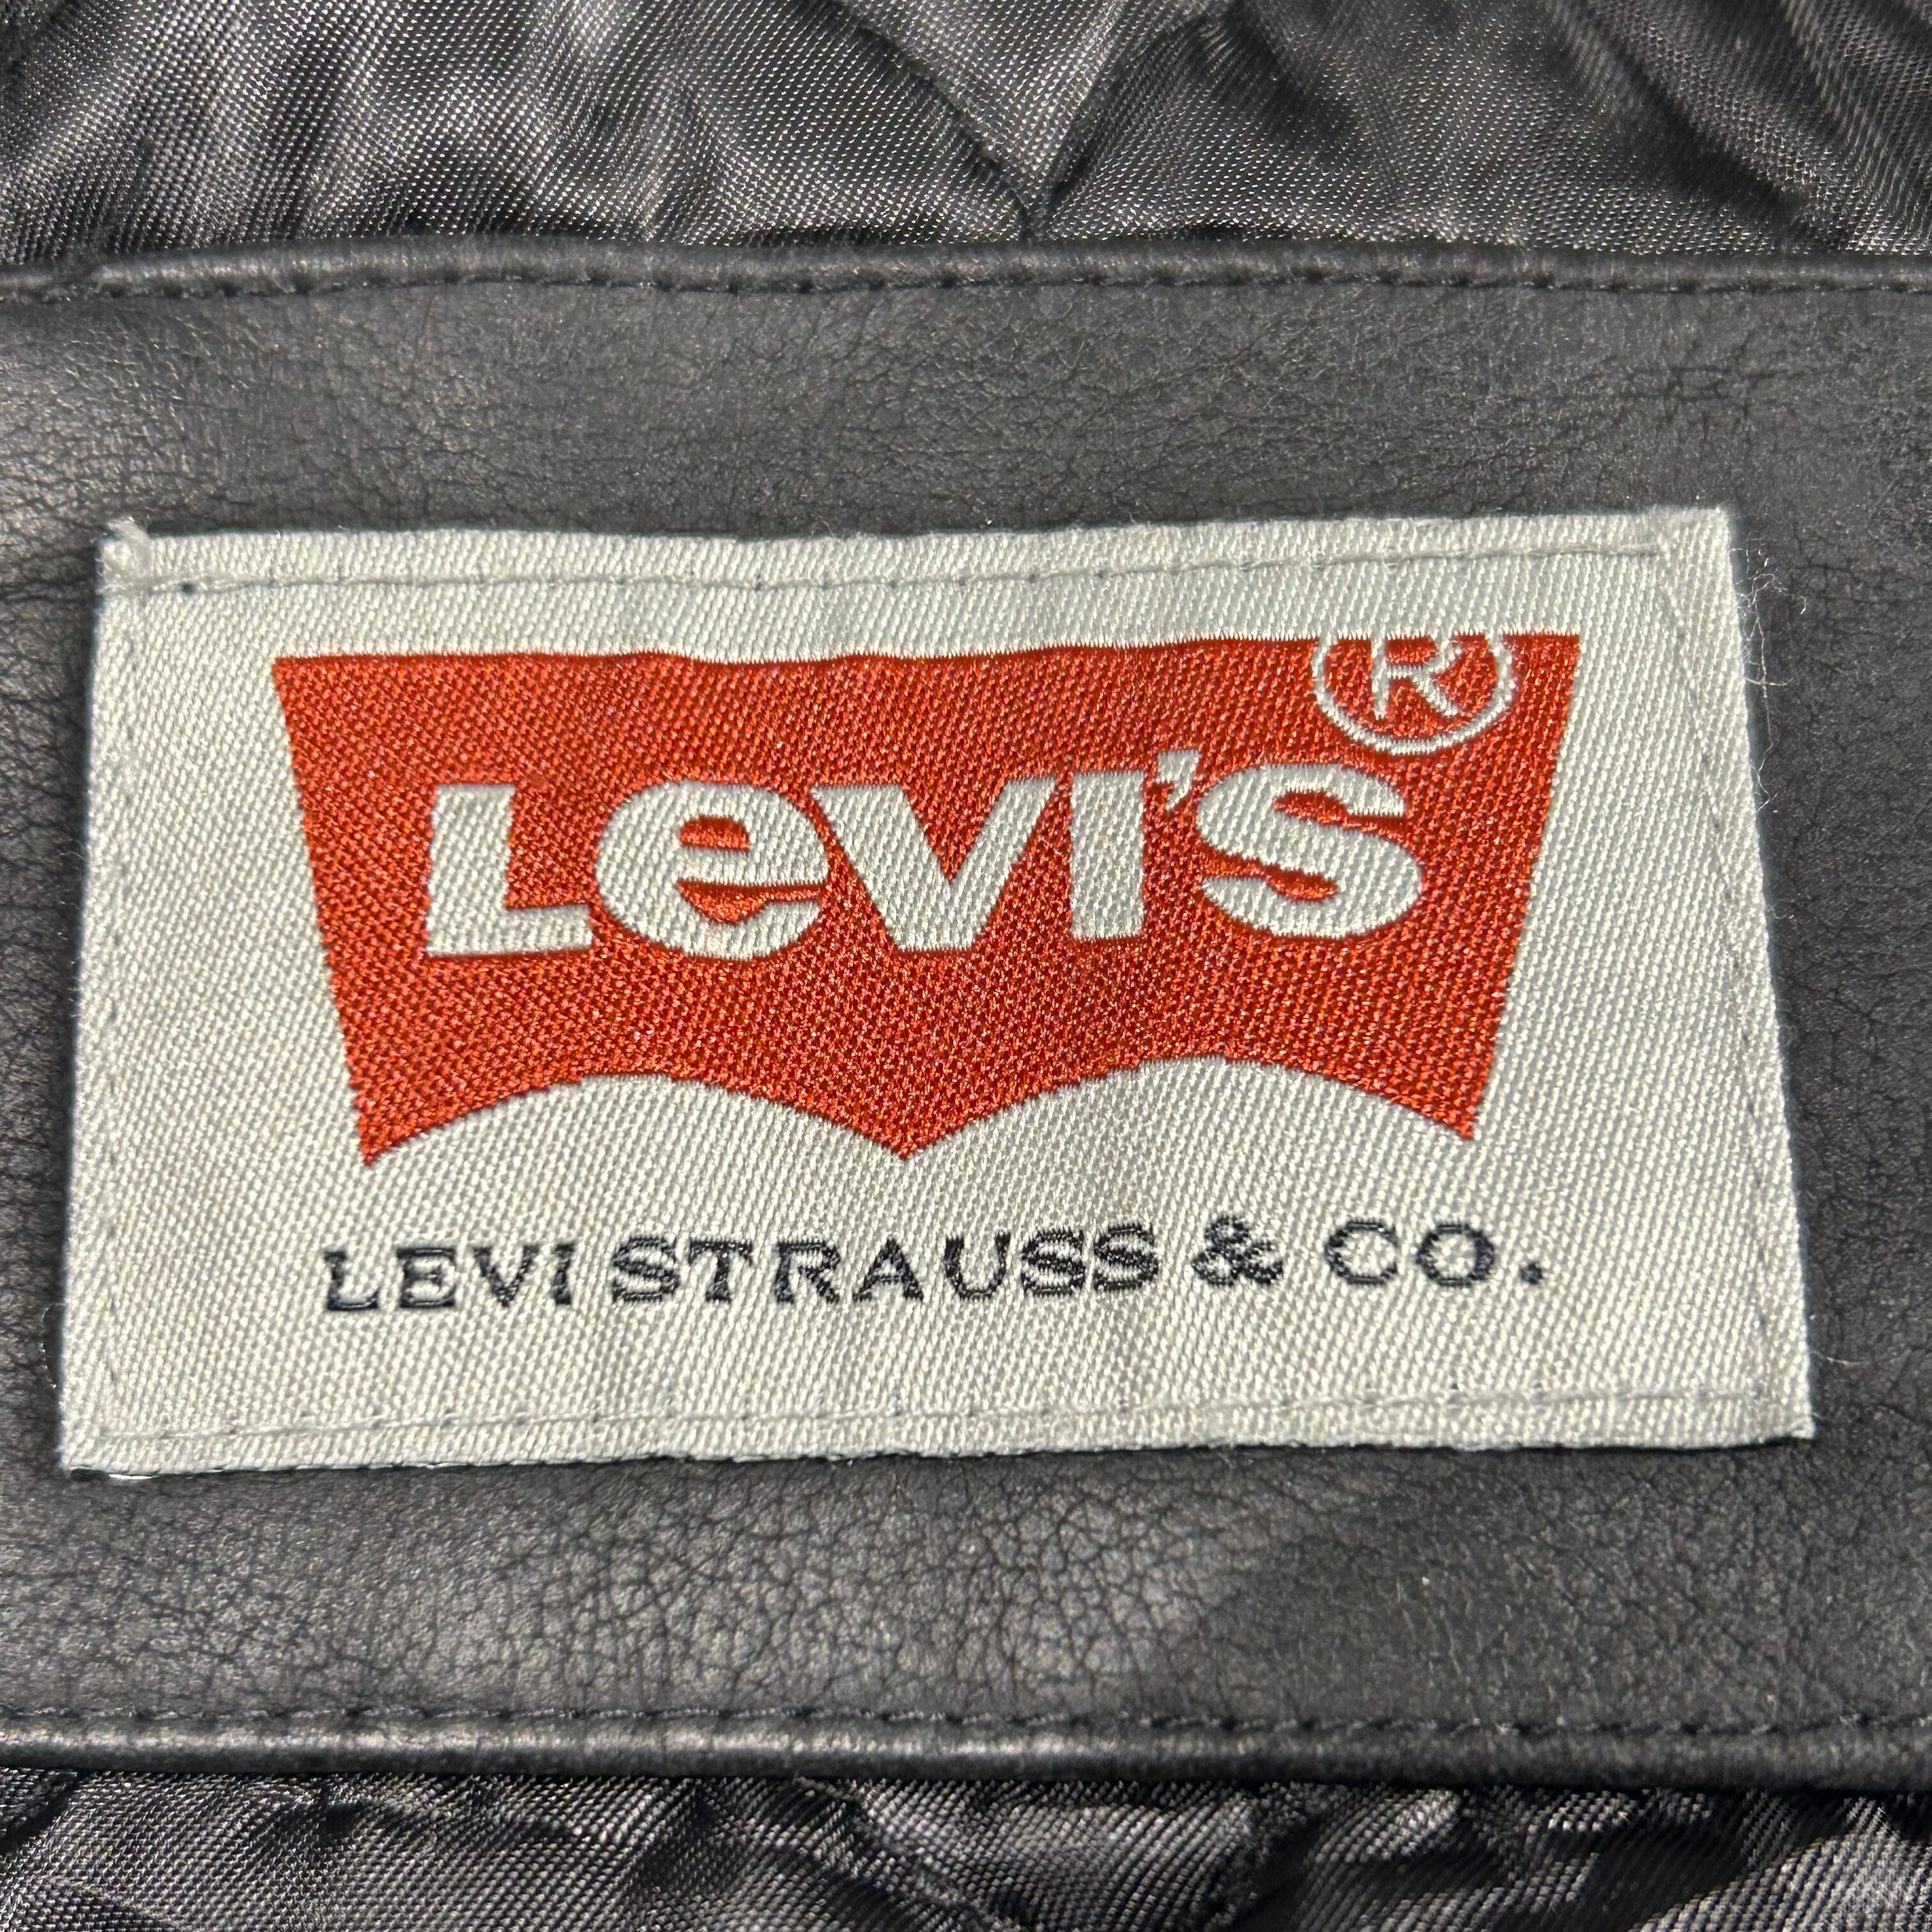 ®
Levi's
LEVI STRAUSS & CO.